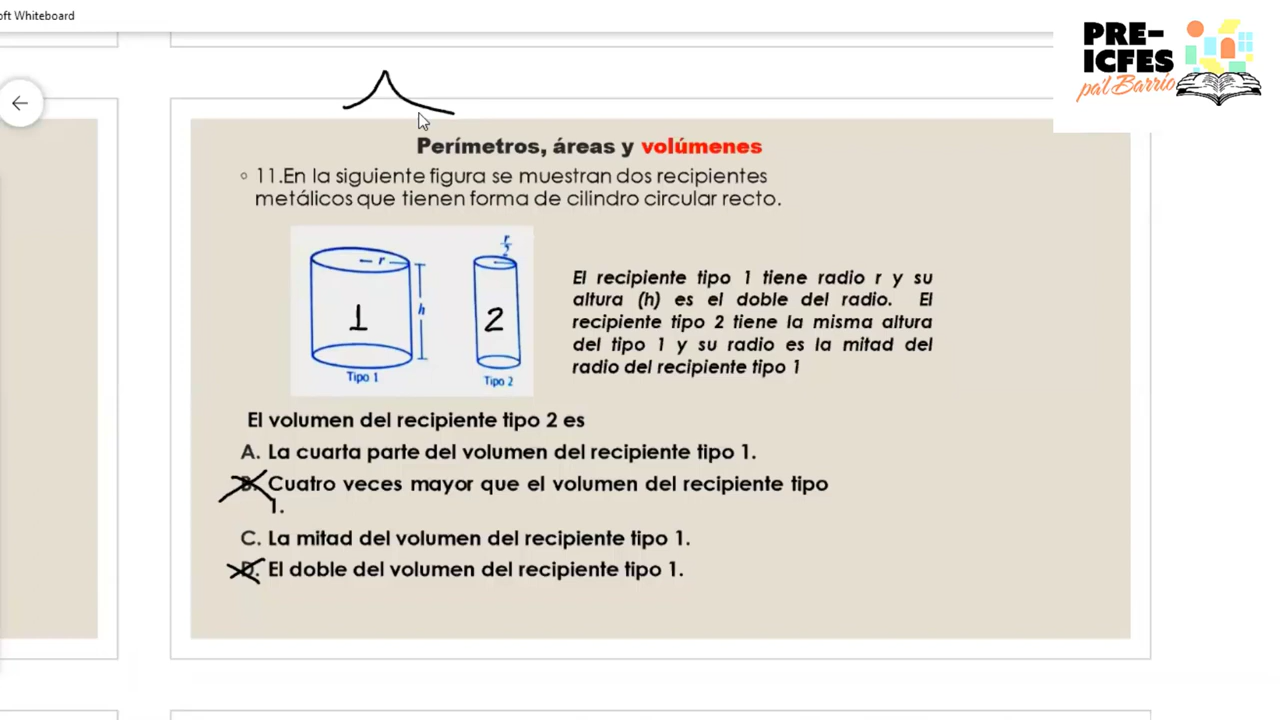 oft Whiteboard
PRE-
ICFES
pa'l Barrio
Perímetros, áreas y volúmenes
11.En la siguiente figura se muestran dos recipientes
metálicos que tienen forma de cilindro circular recto.
r
h
1
Tipo 1
r
2
2
Tipo 2
El recipiente tipo 1 tiene radio r y su
altura (h) es el doble del radio. El
recipiente tipo 2 tiene la misma altura
del tipo 1 y su radio es la mitad del
radio del recipiente tipo 1
El volumen del recipiente tipo 2 es
A. La cuarta parte del volumen del recipiente tipo 1.
B. Cuatro veces mayor que el volumen del recipiente tipo
1.
C. La mitad del volumen del recipiente tipo 1.
D. El doble del volumen del recipiente tipo 1.